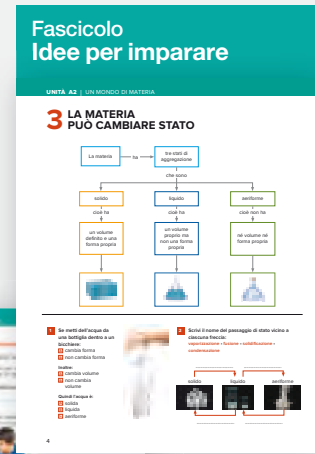 Fascicolo
Idee per imparare
UNITÀ A2 | UN MONDO DI MATERIA
3 LA MATERIA
PUÒ CAMBIARE STATO
La materia
ha
tre stati di
aggregazione
che sono
solido
liquido
aeriforme
cioè ha
cioè ha
cioè non ha
un volume
definito e una
forma propria
un volume
proprio ma
non una forma
propria
né volume né
forma propria
1 Se metti dell'acqua da
una bottiglia dentro a un
bicchiere:
cambia forma
non cambia forma
Inoltre:
cambia volume
non cambia
volume
Quindi l'acqua è:
solida
liquida
aeriforme
2 Scrivi il nome del passaggio di stato vicino a
ciascuna freccia:
vaporizzazione • fusione • solidificazione •
condensazione
solido
liquido
aeriforme
4